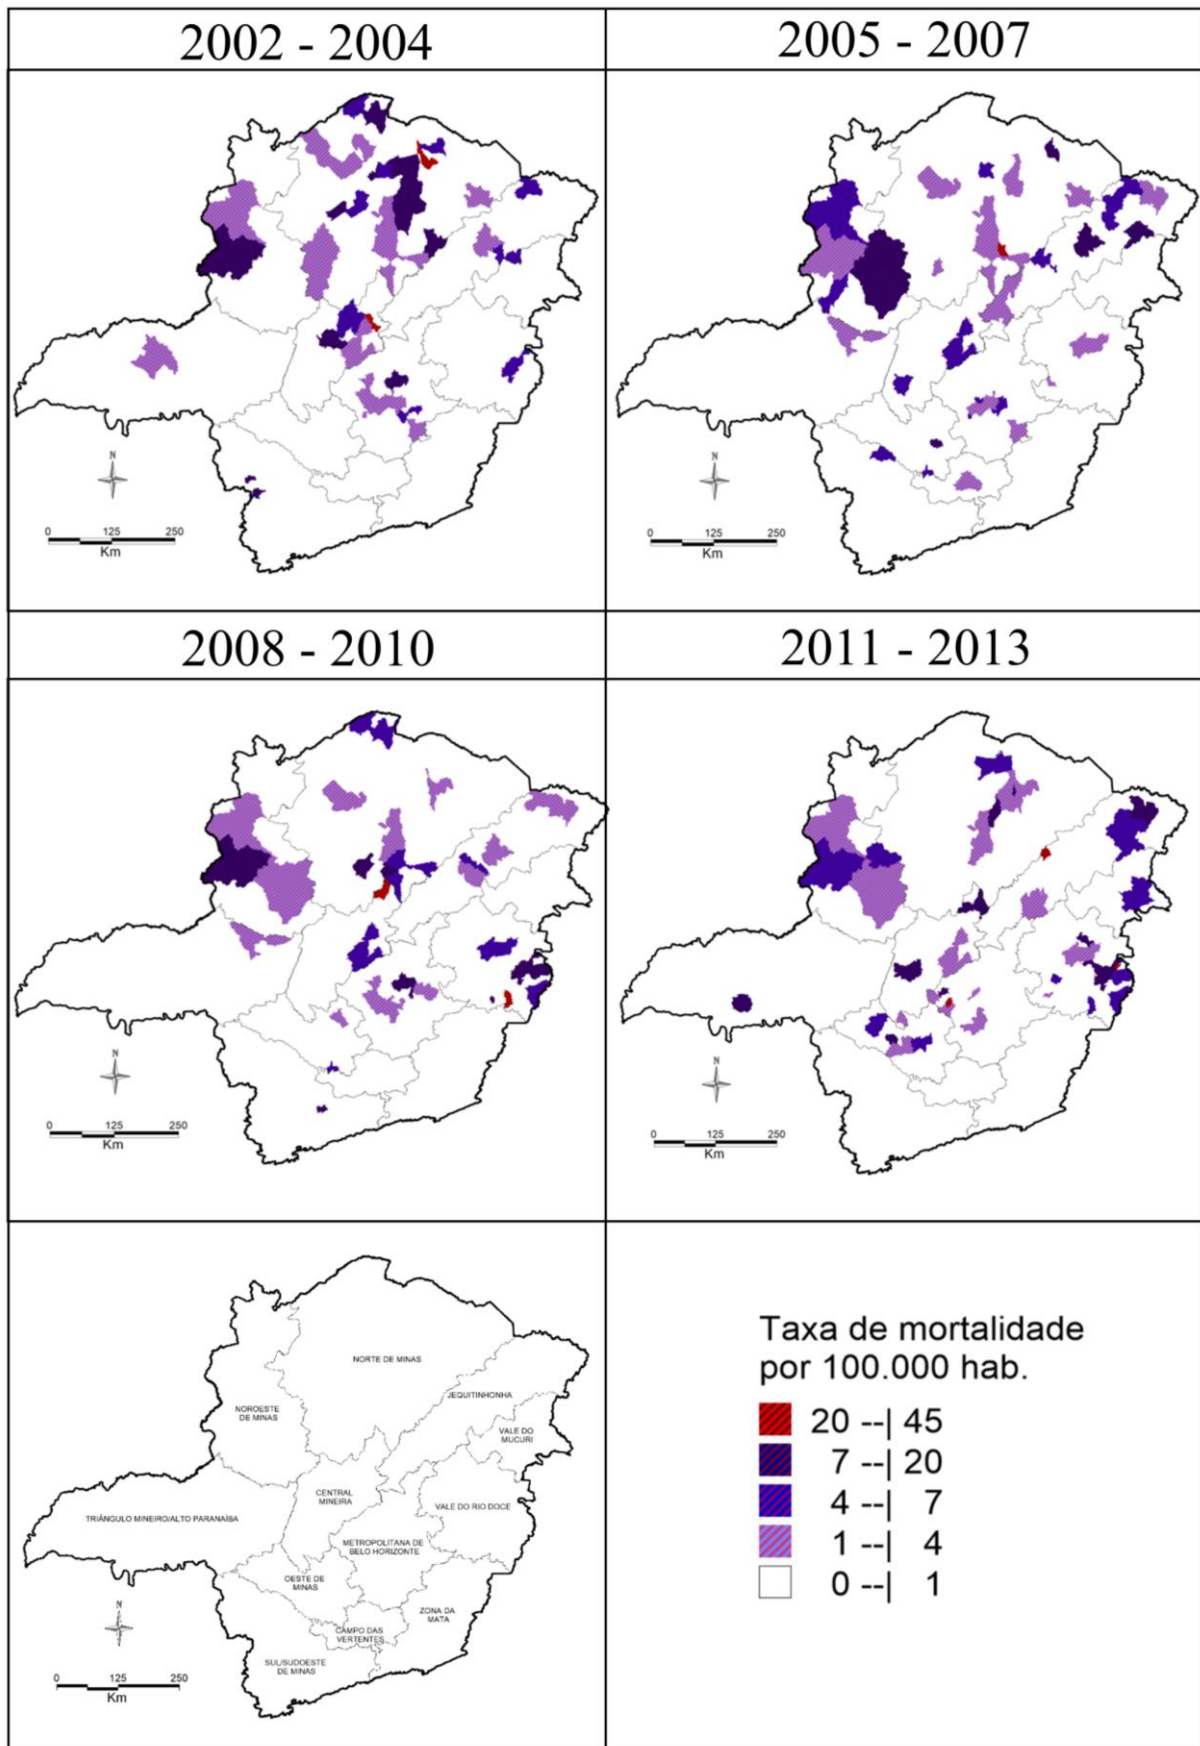 2002 - 2004
2005 - 2007
N
0 125 250
Km
N
0 125 250
Km
2008 - 2010
2011 - 2013
N
0 125 250
Km
N
0 125 250
Km
NORTE DE MINAS
JEQUITINHONHA
NOROESTE
DE MINAS
VALE DO
MUCURI
CENTRAL
MINEIRA
VALE DO RIO DOCE
TRIÂNGULO MINEIRO/ALTO PARANAÍBA
METROPOLITANA DE
BELO HORIZONTE
OESTE DE
MINAS
ZONA DA
MATA
CAMPO DAS
VERTENTES
SUL/SUDOESTE
DE MINAS
N
0 125 250
Km
Taxa de mortalidade
por 100.000 hab.
20 --| 45
7 --| 20
4 --| 7
1 --| 4
0 --| 1